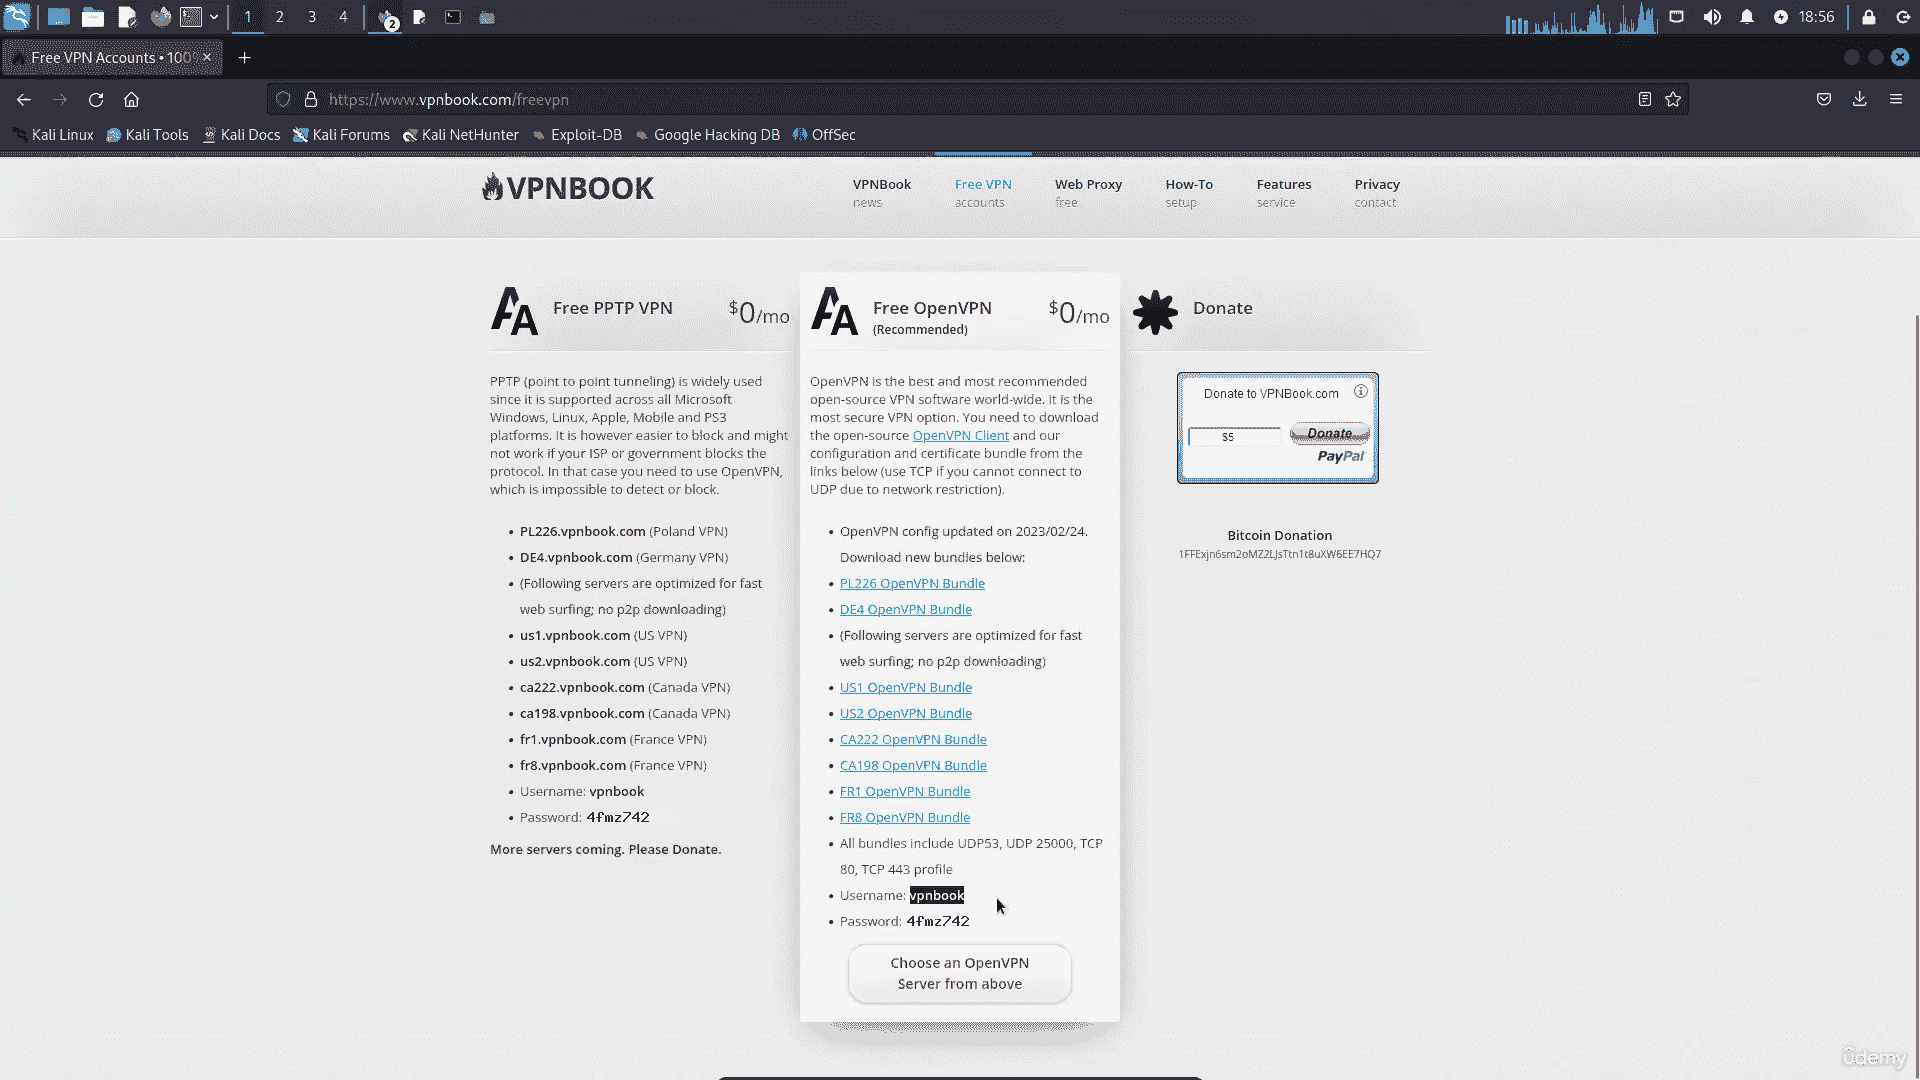 1
2
3
4
2
18:56
Free VPN Accounts • 100
https://www.vpnbook.com/freevpn
Kali Linux
Kali Tools
Kali Docs
Kali Forums
Kali NetHunter
Exploit-DB
Google Hacking DB
OffSec
VPNBOOK
VPNBook
news
Free VPN
accounts
Web Proxy
free
How-To
setup
Features
service
Privacy
contact
Free PPTP VPN
$0/mo
PPTP (point to point tunneling) is widely used
since it is supported across all Microsoft
Windows, Linux, Apple, Mobile and PS3
platforms. It is however easier to block and might
not work if your ISP or government blocks the
protocol. In that case you need to use OpenVPN,
which is impossible to detect or block.
• PL226.vpnbook.com (Poland VPN)
• DE4.vpnbook.com (Germany VPN)
• (Following servers are optimized for fast
web surfing; no p2p downloading)
• us1.vpnbook.com (US VPN)
• us2.vpnbook.com (US VPN)
• ca222.vpnbook.com (Canada VPN)
• ca198.vpnbook.com (Canada VPN)
• fr1.vpnbook.com (France VPN)
• fr8.vpnbook.com (France VPN)
• Username: vpnbook
• Password: 4fmz742
More servers coming. Please Donate.
Free OpenVPN
(Recommended)
$0/mo
OpenVPN is the best and most recommended
open-source VPN software world-wide. It is the
most secure VPN option. You need to download
the open-source OpenVPN Client and our
configuration and certificate bundle from the
links below (use TCP if you cannot connect to
UDP due to network restriction).
• OpenVPN config updated on 2023/02/24.
Download new bundles below:
• PL226 OpenVPN Bundle
• DE4 OpenVPN Bundle
• (Following servers are optimized for fast
web surfing; no p2p downloading)
• US1 OpenVPN Bundle
• US2 OpenVPN Bundle
• CA222 OpenVPN Bundle
• CA198 OpenVPN Bundle
• FR1 OpenVPN Bundle
• FR8 OpenVPN Bundle
• All bundles include UDP53, UDP 25000, TCP
80, TCP 443 profile
• Username: vpnbook
• Password: 4fmz742
Choose an OpenVPN
Server from above
Donate
Donate to VPNBook.com
$5
Donate
PayPal
Bitcoin Donation
1FFExjn6sm2oMZ2LJsTtn1t8uXW6EE7HQ7
ûdemy